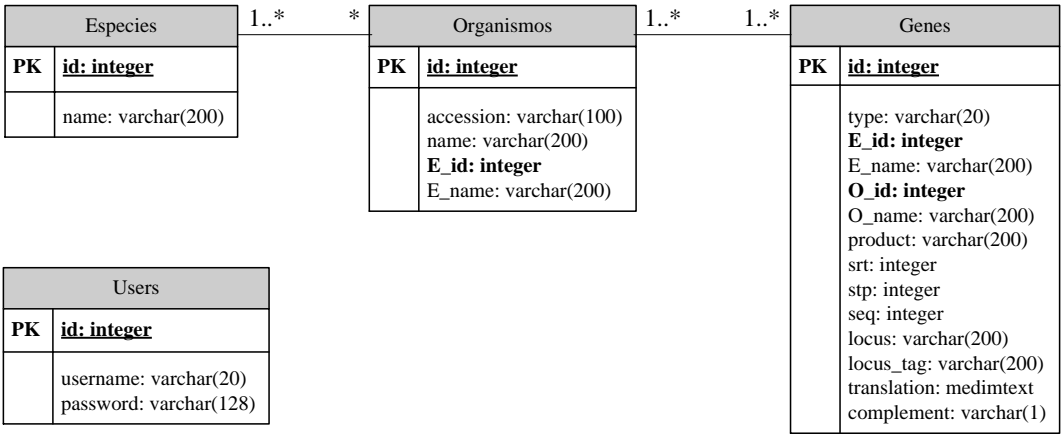 Especies
PK id: integer
name: varchar(200)
1..* *
Organismos
PK id: integer
accession: varchar(100)
name: varchar(200)
E_id: integer
E_name: varchar(200)
1..* 1..*
Genes
PK id: integer
type: varchar(20)
E_id: integer
E_name: varchar(200)
O_id: integer
O_name: varchar(200)
product: varchar(200)
srt: integer
stp: integer
seq: integer
locus: varchar(200)
locus_tag: varchar(200)
translation: medimtext
complement: varchar(1)
Users
PK id: integer
username: varchar(20)
password: varchar(128)